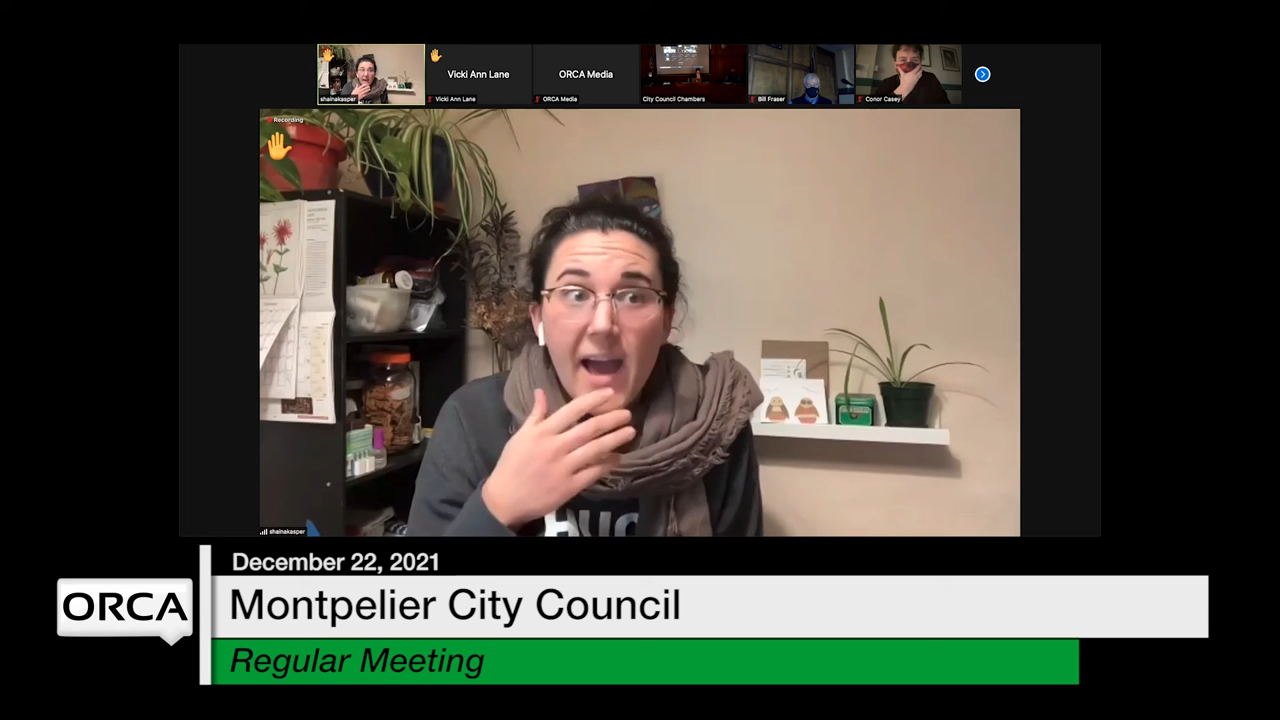 Vicki Ann Lane
ORCA Media
shainakasper
Vicki Ann Lane
ORCA Media
City Council Chambers
Bill Fraser
Conor Casey
Recording
shainakasper
December 22, 2021
ORCA
Montpelier City Council
Regular Meeting